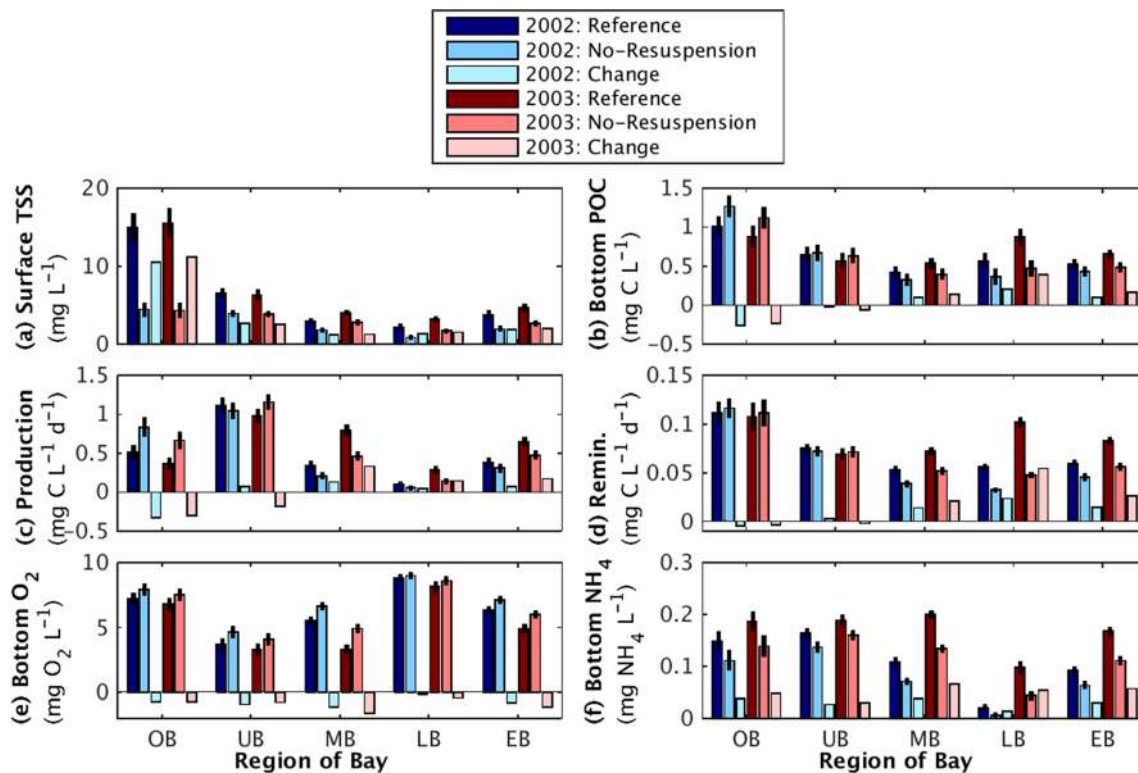 2002: Reference
2002: No-Resuspension
2002: Change
2003: Reference
2003: No-Resuspension
2003: Change
(a) Surface TSS
(mg L⁻¹)
20
10
0
(b) Bottom POC
(mg C L⁻¹)
1.5
1
0.5
0
-0.5
(c) Production
(mg C L⁻¹ d⁻¹)
1.5
1
0.5
0
-0.5
(d) Remin.
(mg C L⁻¹ d⁻¹)
0.15
0.1
0.05
0
(e) Bottom O₂
(mg O₂ L⁻¹)
10
5
0
OB UB MB LB EB
Region of Bay
(f) Bottom NH₄
(mg NH₄ L⁻¹)
0.3
0.2
0.1
0
OB UB MB LB EB
Region of Bay